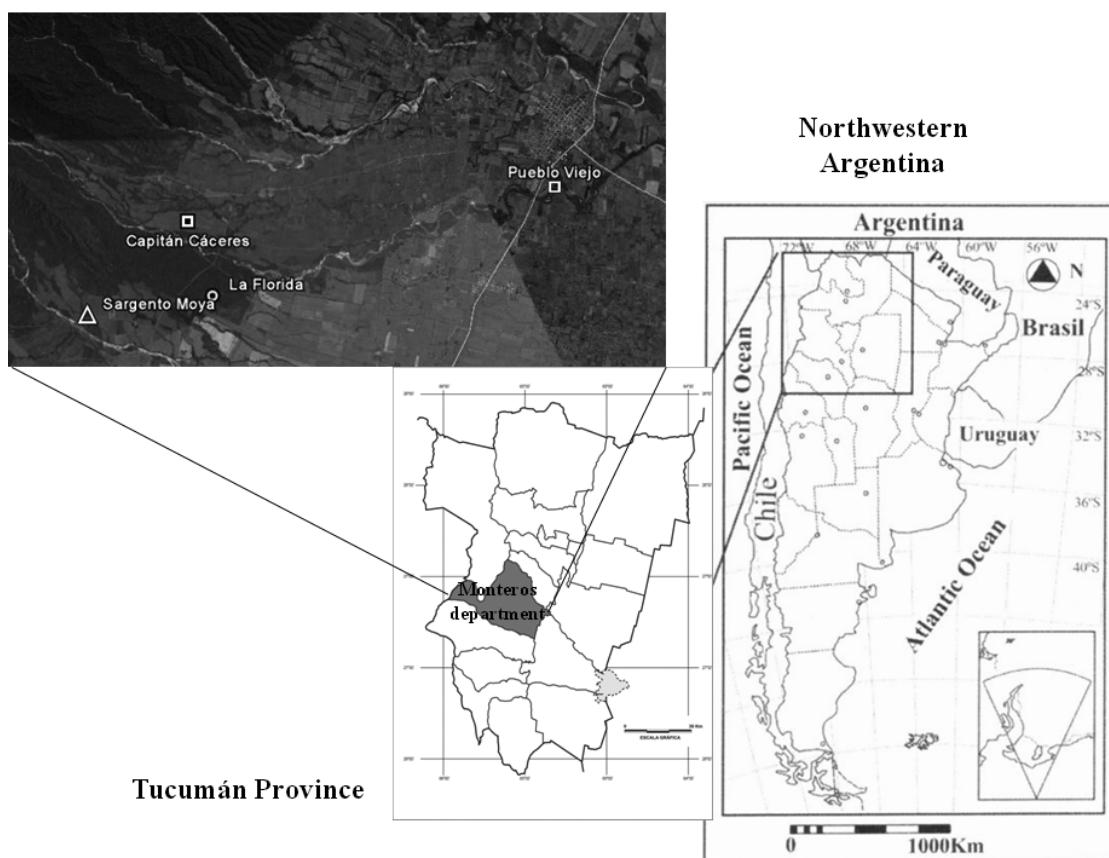 Northwestern
Argentina
Pueblo Viejo
Capitán Cáceres
La Florida
Sargento Moya
Argentina
72°W
68°W
64°W
60°W
56°W
N
Paraguay
24°S
Brasil
28°S
Pacific Ocean
Uruguay
32°S
Chile
36°S
40°S
Atlantic Ocean
0
1000Km
Monteros
department
ESCALA GRÁFICA
Tucumán Province